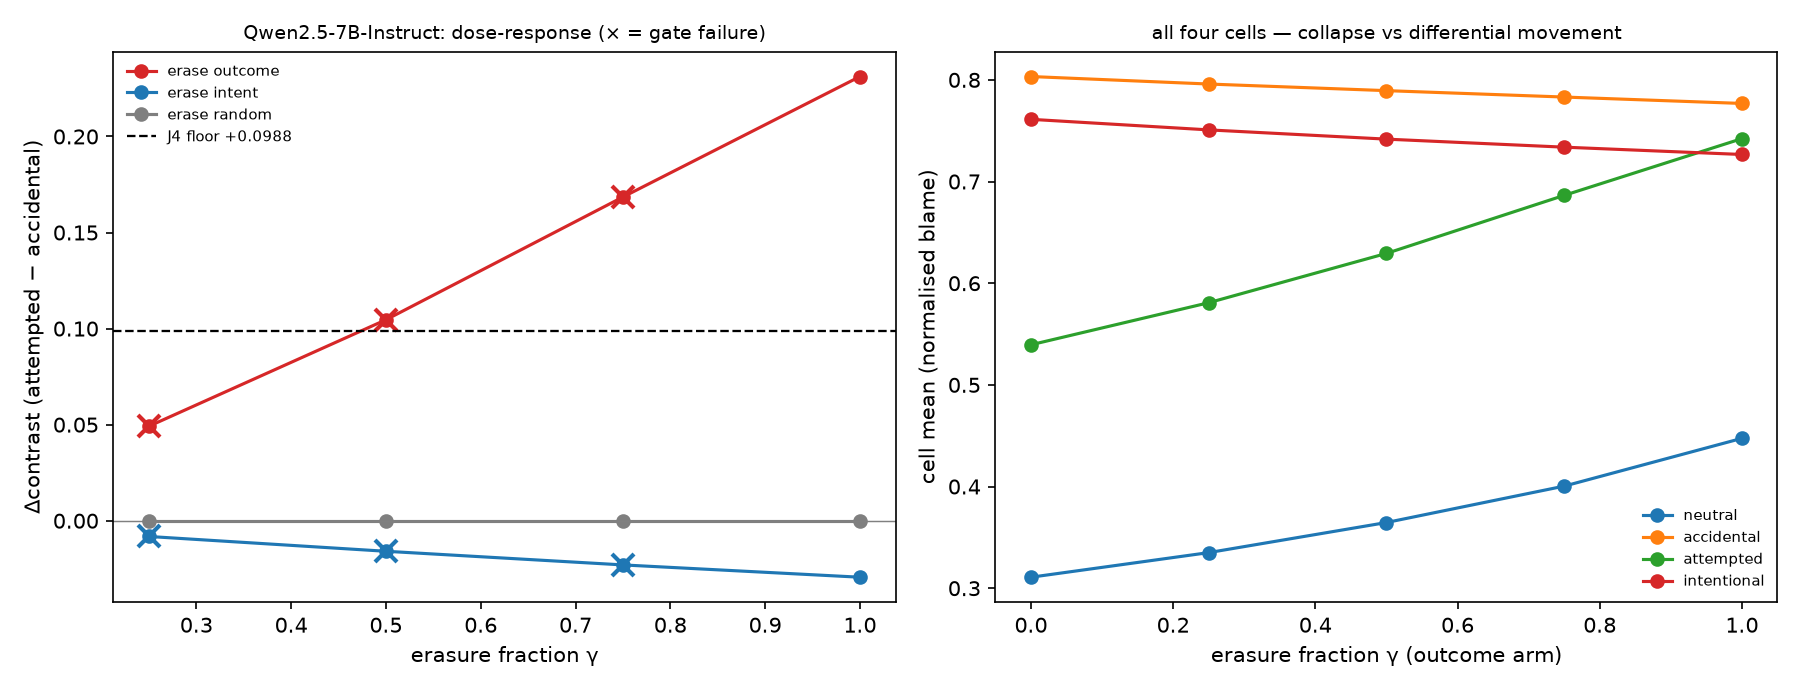 Qwen2.5-7B-Instruct: dose-response (× = gate failure)
erase outcome
erase intent
erase random
J4 floor +0.0988
Δcontrast (attempted − accidental)
0.20
0.15
0.10
0.05
0.00
0.3 0.4 0.5 0.6 0.7 0.8 0.9 1.0
erasure fraction γ
all four cells — collapse vs differential movement
cell mean (normalised blame)
0.8
0.7
0.6
0.5
0.4
0.3
neutral
accidental
attempted
intentional
0.0 0.2 0.4 0.6 0.8 1.0
erasure fraction γ (outcome arm)